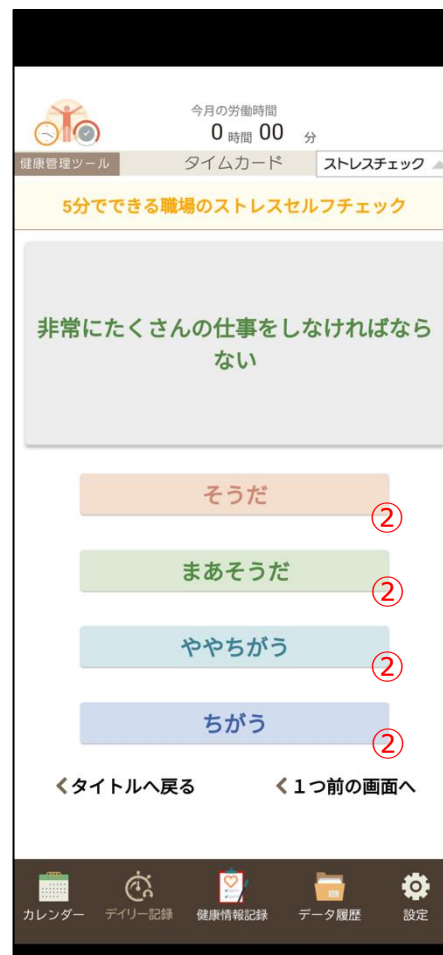 今月の労働時間
0 時間 00 分
健康管理ツール タイムカード ストレスチェック
5分でできる職場のストレスセルフチェック
非常にたくさんの仕事をしなければなら
ない
そうだ
②
まあそうだ
②
ややちがう
②
ちがう
②
タイトルへ戻る 1つ前の画面へ
カレンダー デイリー記録 健康情報記録 データ履歴 設定